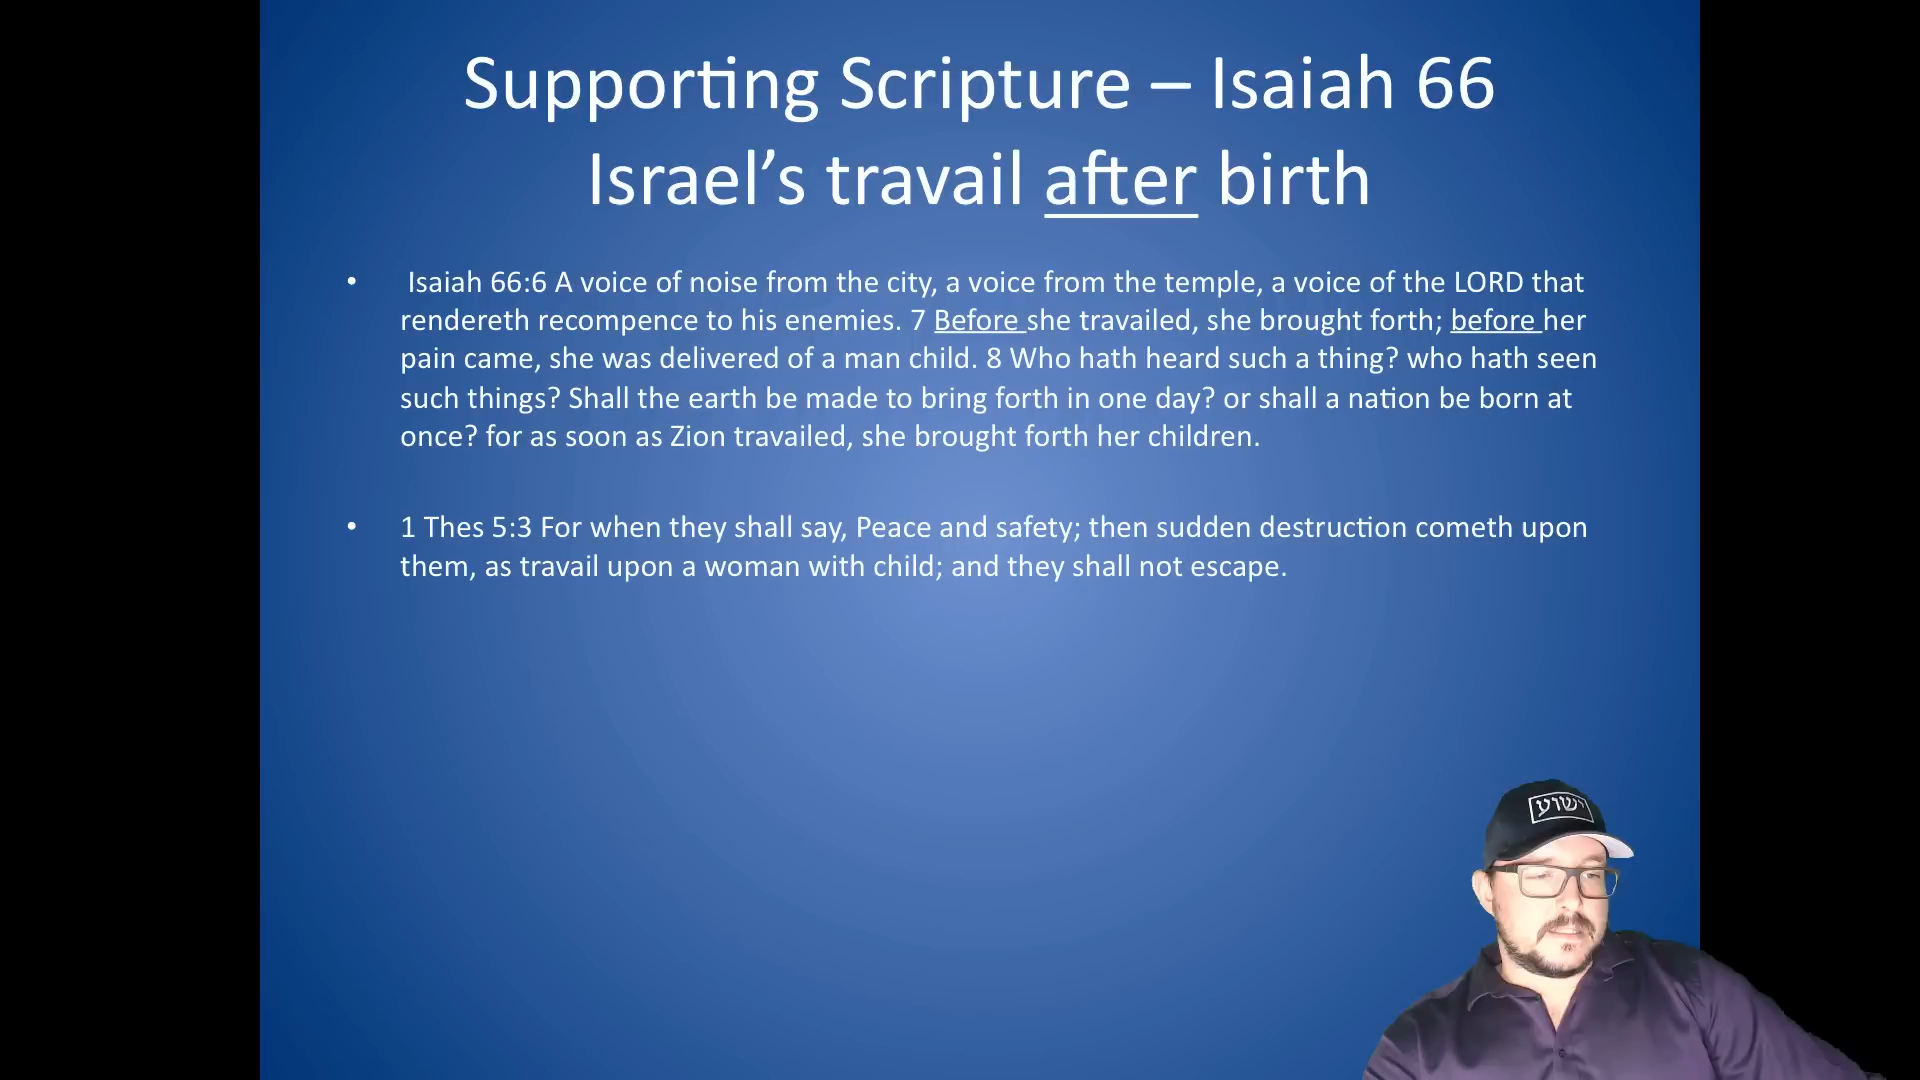 Supporting Scripture – Isaiah 66
Israel’s travail after birth
• Isaiah 66:6 A voice of noise from the city, a voice from the temple, a voice of the LORD that
rendereth recompence to his enemies. 7 Before she travailed, she brought forth; before her
pain came, she was delivered of a man child. 8 Who hath heard such a thing? who hath seen
such things? Shall the earth be made to bring forth in one day? or shall a nation be born at
once? for as soon as Zion travailed, she brought forth her children.
• 1 Thes 5:3 For when they shall say, Peace and safety; then sudden destruction cometh upon
them, as travail upon a woman with child; and they shall not escape.
ישוע